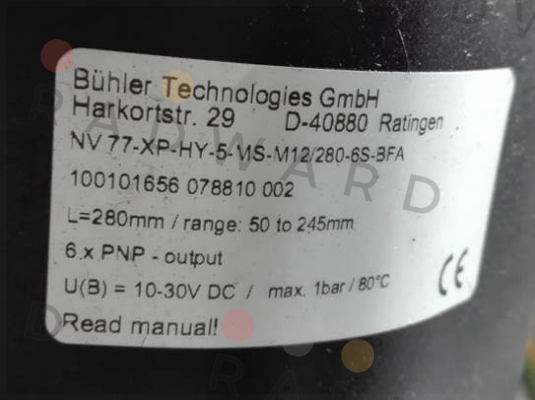 Bühler Technologies GmbH
Harkortstr. 29 D-40880 Ratingen
NV 77-XP-HY-5-MS-M12/280-6S-BFA
100101656 078810 002
L=280mm / range: 50 to 245mm
6 x PNP - output
U(B) = 10-30V DC / max. 1bar / 80°C
CE
Read manual!
RADWARD